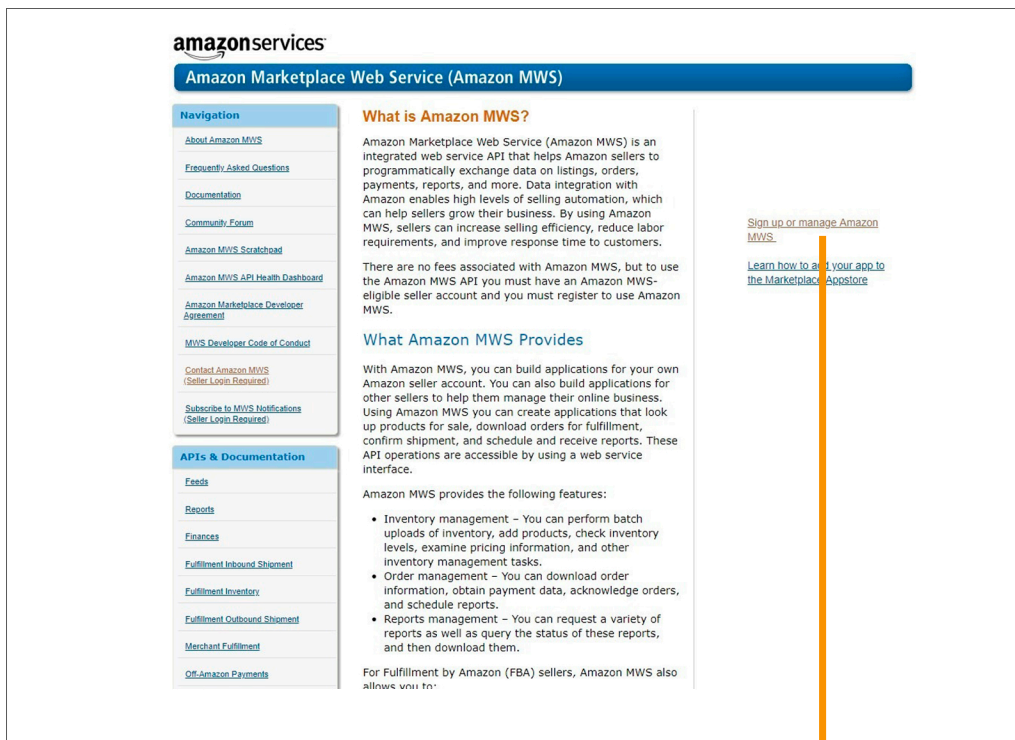 amazonservices
Amazon Marketplace Web Service (Amazon MWS)
Navigation
About Amazon MWS
Frequently Asked Questions
Documentation
Community Forum
Amazon MWS Scratchpad
Amazon MWS API Health Dashboard
Amazon Marketplace Developer
Agreement
MWS Developer Code of Conduct
Contact Amazon MWS
(Seller Login Required)
Subscribe to MWS Notifications
(Seller Login Required)
APIs & Documentation
Feeds
Reports
Finances
Fulfillment Inbound Shipment
Fulfillment Inventory
Fulfillment Outbound Shipment
Merchant Fulfillment
Off-Amazon Payments
What is Amazon MWS?
Amazon Marketplace Web Service (Amazon MWS) is an
integrated web service API that helps Amazon sellers to
programmatically exchange data on listings, orders,
payments, reports, and more. Data integration with
Amazon enables high levels of selling automation, which
can help sellers grow their business. By using Amazon
MWS, sellers can increase selling efficiency, reduce labor
requirements, and improve response time to customers.
There are no fees associated with Amazon MWS, but to use
the Amazon MWS API you must have an Amazon MWS-
eligible seller account and you must register to use Amazon
MWS.
What Amazon MWS Provides
With Amazon MWS, you can build applications for your own
Amazon seller account. You can also build applications for
other sellers to help them manage their online business.
Using Amazon MWS you can create applications that look
up products for sale, download orders for fulfillment,
confirm shipment, and schedule and receive reports. These
API operations are accessible by using a web service
interface.
Amazon MWS provides the following features:
• Inventory management – You can perform batch
uploads of inventory, add products, check inventory
levels, examine pricing information, and other
inventory management tasks.
• Order management – You can download order
information, obtain payment data, acknowledge orders,
and schedule reports.
• Reports management – You can request a variety of
reports as well as query the status of these reports,
and then download them.
For Fulfillment by Amazon (FBA) sellers, Amazon MWS also
allows you to:
Sign up or manage Amazon
MWS
Learn how to add your app to
the Marketplace Appstore